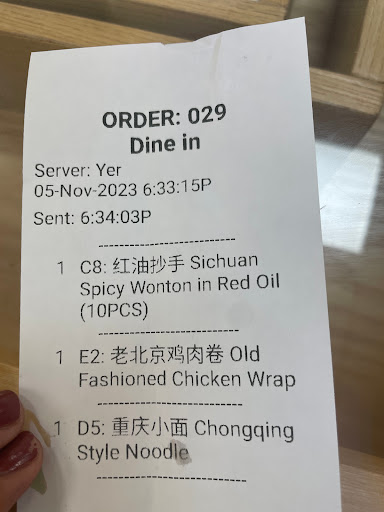 ORDER: 029
Dine in
Server: Yer
05-Nov-2023 6:33:15P
Sent: 6:34:03P
---------------------------
1 C8: 红油抄手 Sichuan
Spicy Wonton in Red Oil
(10PCS)
---------------------------
1 E2: 老北京鸡肉卷 Old
Fashioned Chicken Wrap
---------------------------
1 D5: 重庆小面 Chongqing
Style Noodle
---------------------------